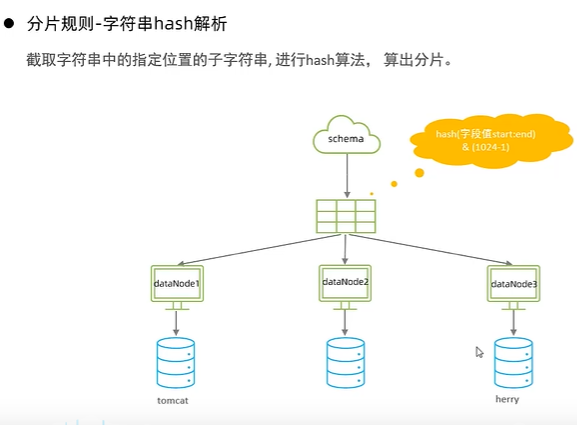 分片规则-字符串hash解析
截取字符串中的指定位置的子字符串, 进行hash算法， 算出分片。
schema
hash(字段值start:end)
& (1024-1)
dataNode1
dataNode2
dataNode3
tomcat
herry